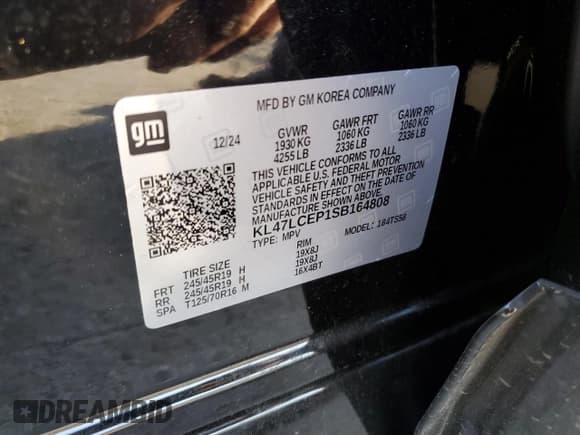 MFD BY GM KOREA COMPANY
gm
12/24
GVWR GAWR FRT GAWR RR
1930 KG 1060 KG 1060 KG
4255 LB 2336 LB 2336 LB
THIS VEHICLE CONFORMS TO ALL
APPLICABLE U.S. FEDERAL MOTOR
VEHICLE SAFETY AND THEFT PREVENTION
STANDARDS IN EFFECT ON THE DATE OF
MANUFACTURE SHOWN ABOVE.
KL47LCEP1SB164808
TYPE: MPV MODEL: 184TS58
TIRE SIZE RIM
FRT 245/45R19 H 19X8J
RR 245/45R19 H 19X8J
SPA T125/70R16 M 16X4BT
DREAMBID